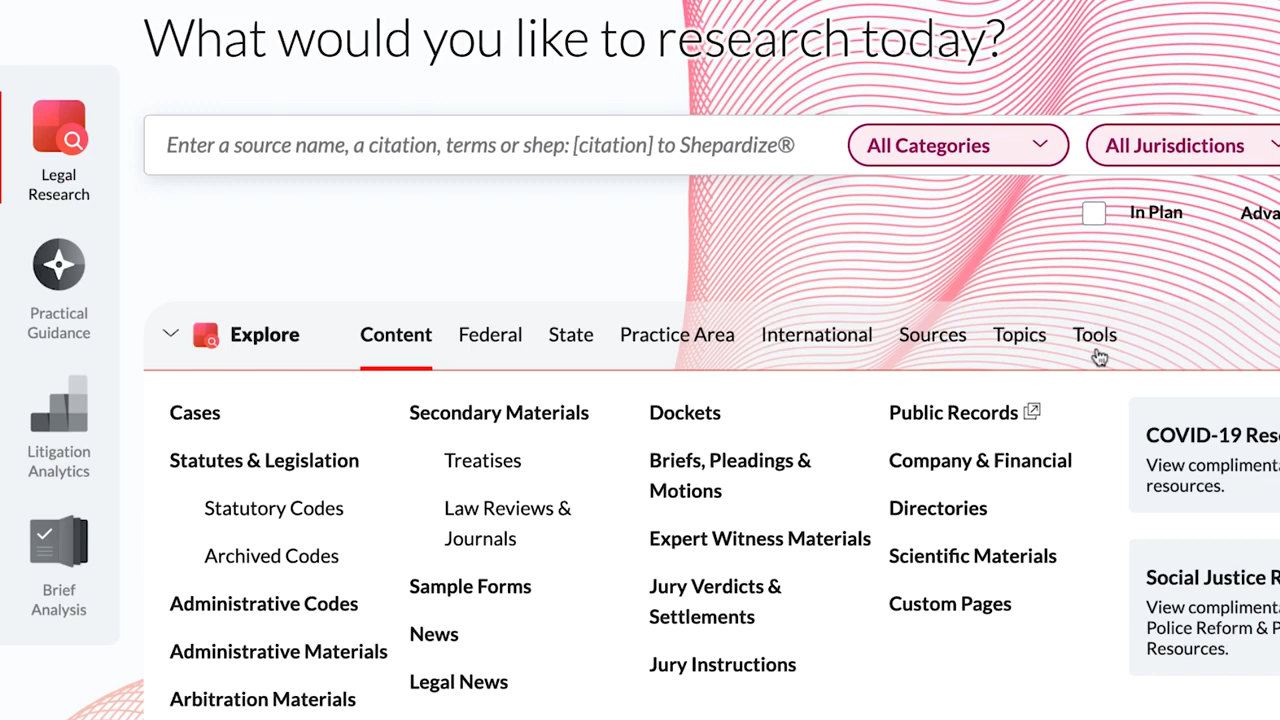 What would you like to research today?
Enter a source name, a citation, terms or shep: [citation] to Shepardize®
All Categories
All Jurisdictions
In Plan
Legal
Research
Practical
Guidance
Litigation
Analytics
Brief
Analysis
Explore
Content
Federal
State
Practice Area
International
Sources
Topics
Tools
Cases
Statutes & Legislation
Statutory Codes
Archived Codes
Administrative Codes
Administrative Materials
Arbitration Materials
Secondary Materials
Treatises
Law Reviews &
Journals
Sample Forms
News
Legal News
Dockets
Briefs, Pleadings &
Motions
Expert Witness Materials
Jury Verdicts &
Settlements
Jury Instructions
Public Records
Company & Financial
Directories
Scientific Materials
Custom Pages
COVID-19
View
resources.
Social Justice
View
Police Reform &
Resources.